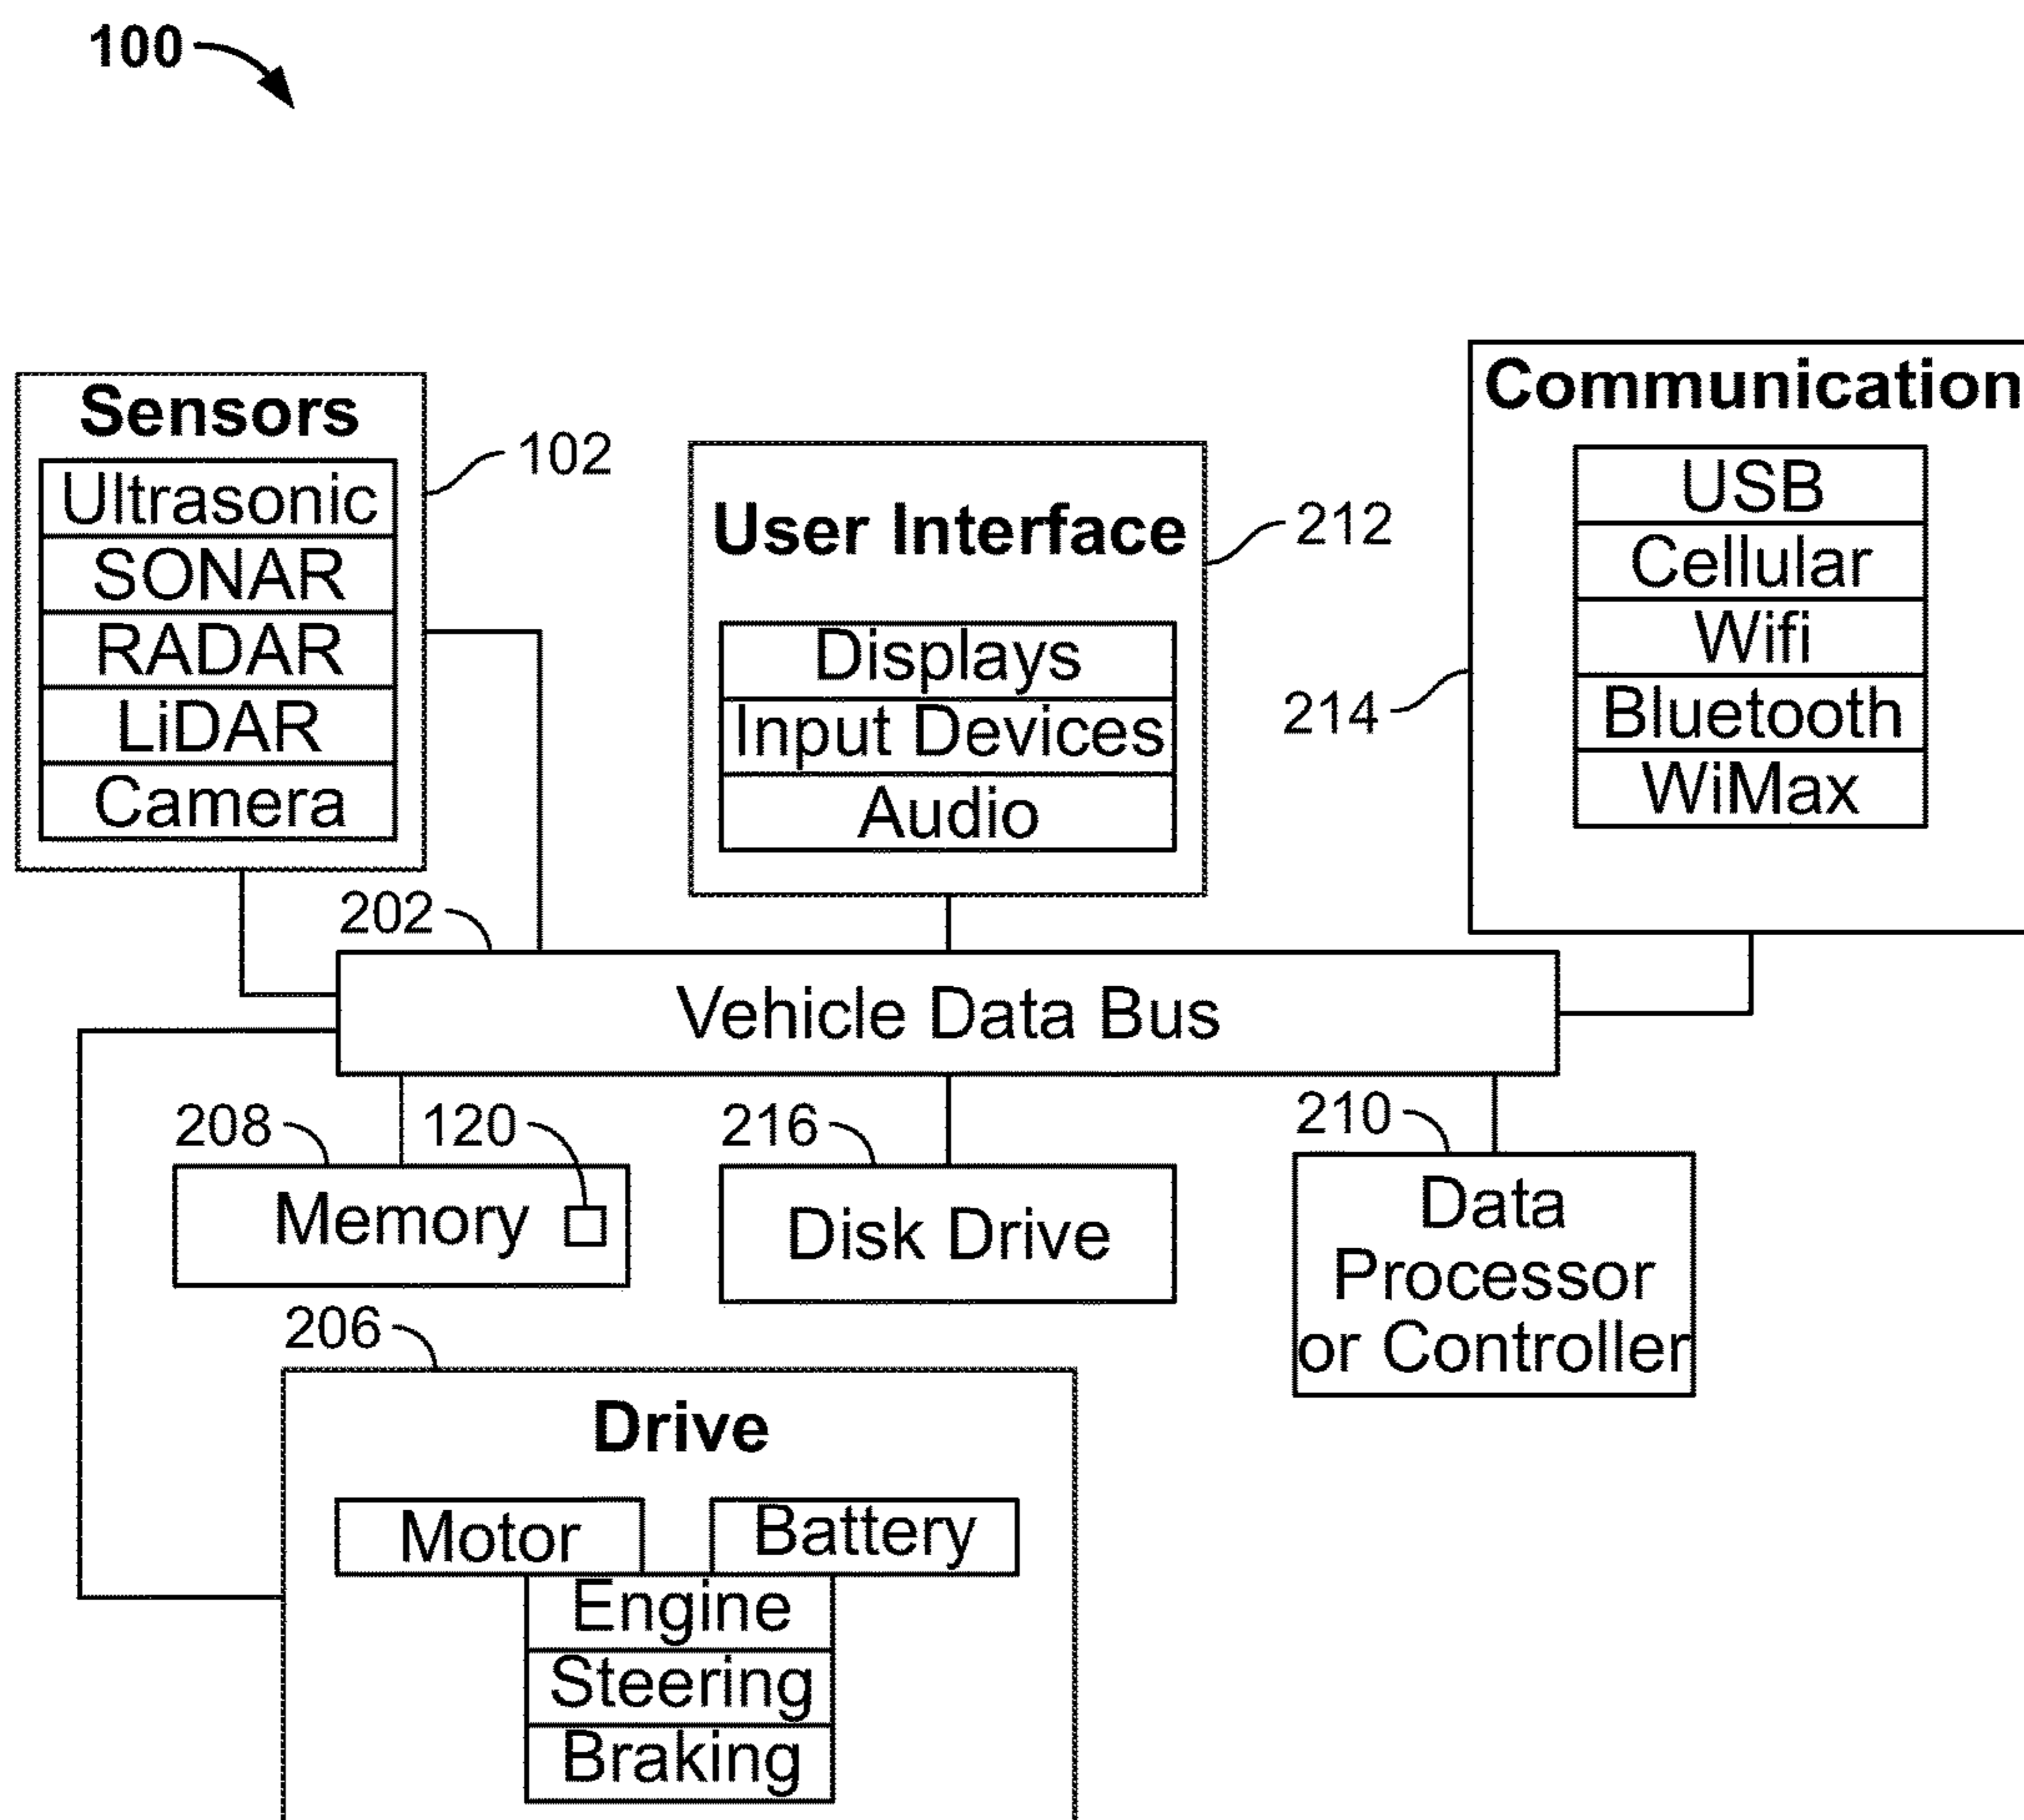 100
Sensors
Ultrasonic
SONAR
RADAR
LiDAR
Camera
102
User Interface
Displays
Input Devices
Audio
212
Communication
USB
Cellular
Wifi
Bluetooth
WiMax
214
202
Vehicle Data Bus
208
120
Memory
216
Disk Drive
210
Data
Processor
or Controller
206
Drive
Motor
Battery
Engine
Steering
Braking